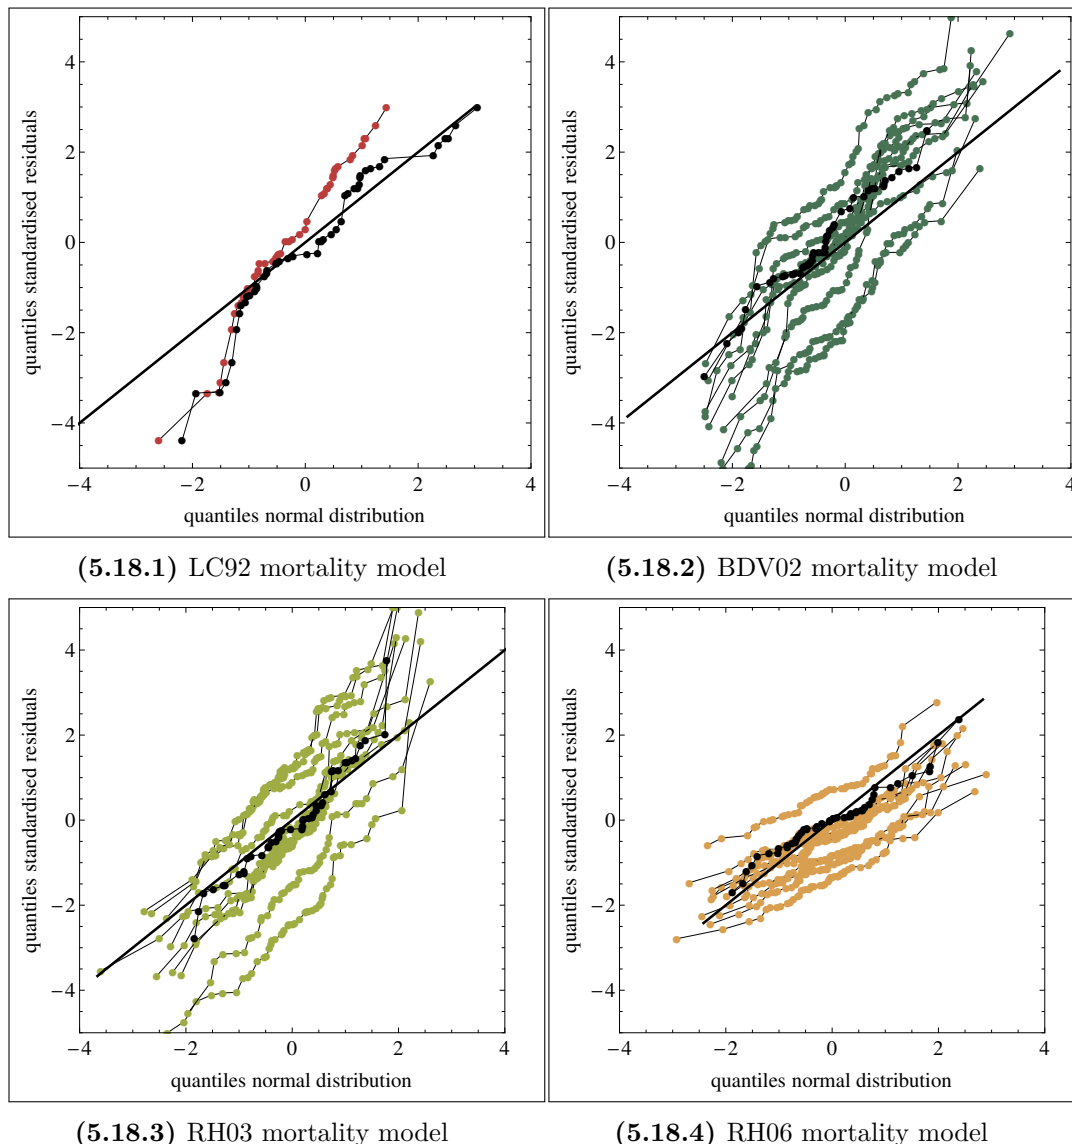 4
2
0
−2
−4
quantiles standardised residuals
−4 −2 0 2 4
quantiles normal distribution
(5.18.1) LC92 mortality model
4
2
0
−2
−4
quantiles standardised residuals
−4 −2 0 2 4
quantiles normal distribution
(5.18.2) BDV02 mortality model
4
2
0
−2
−4
quantiles standardised residuals
−4 −2 0 2 4
quantiles normal distribution
(5.18.3) RH03 mortality model
4
2
0
−2
−4
quantiles standardised residuals
−4 −2 0 2 4
quantiles normal distribution
(5.18.4) RH06 mortality model